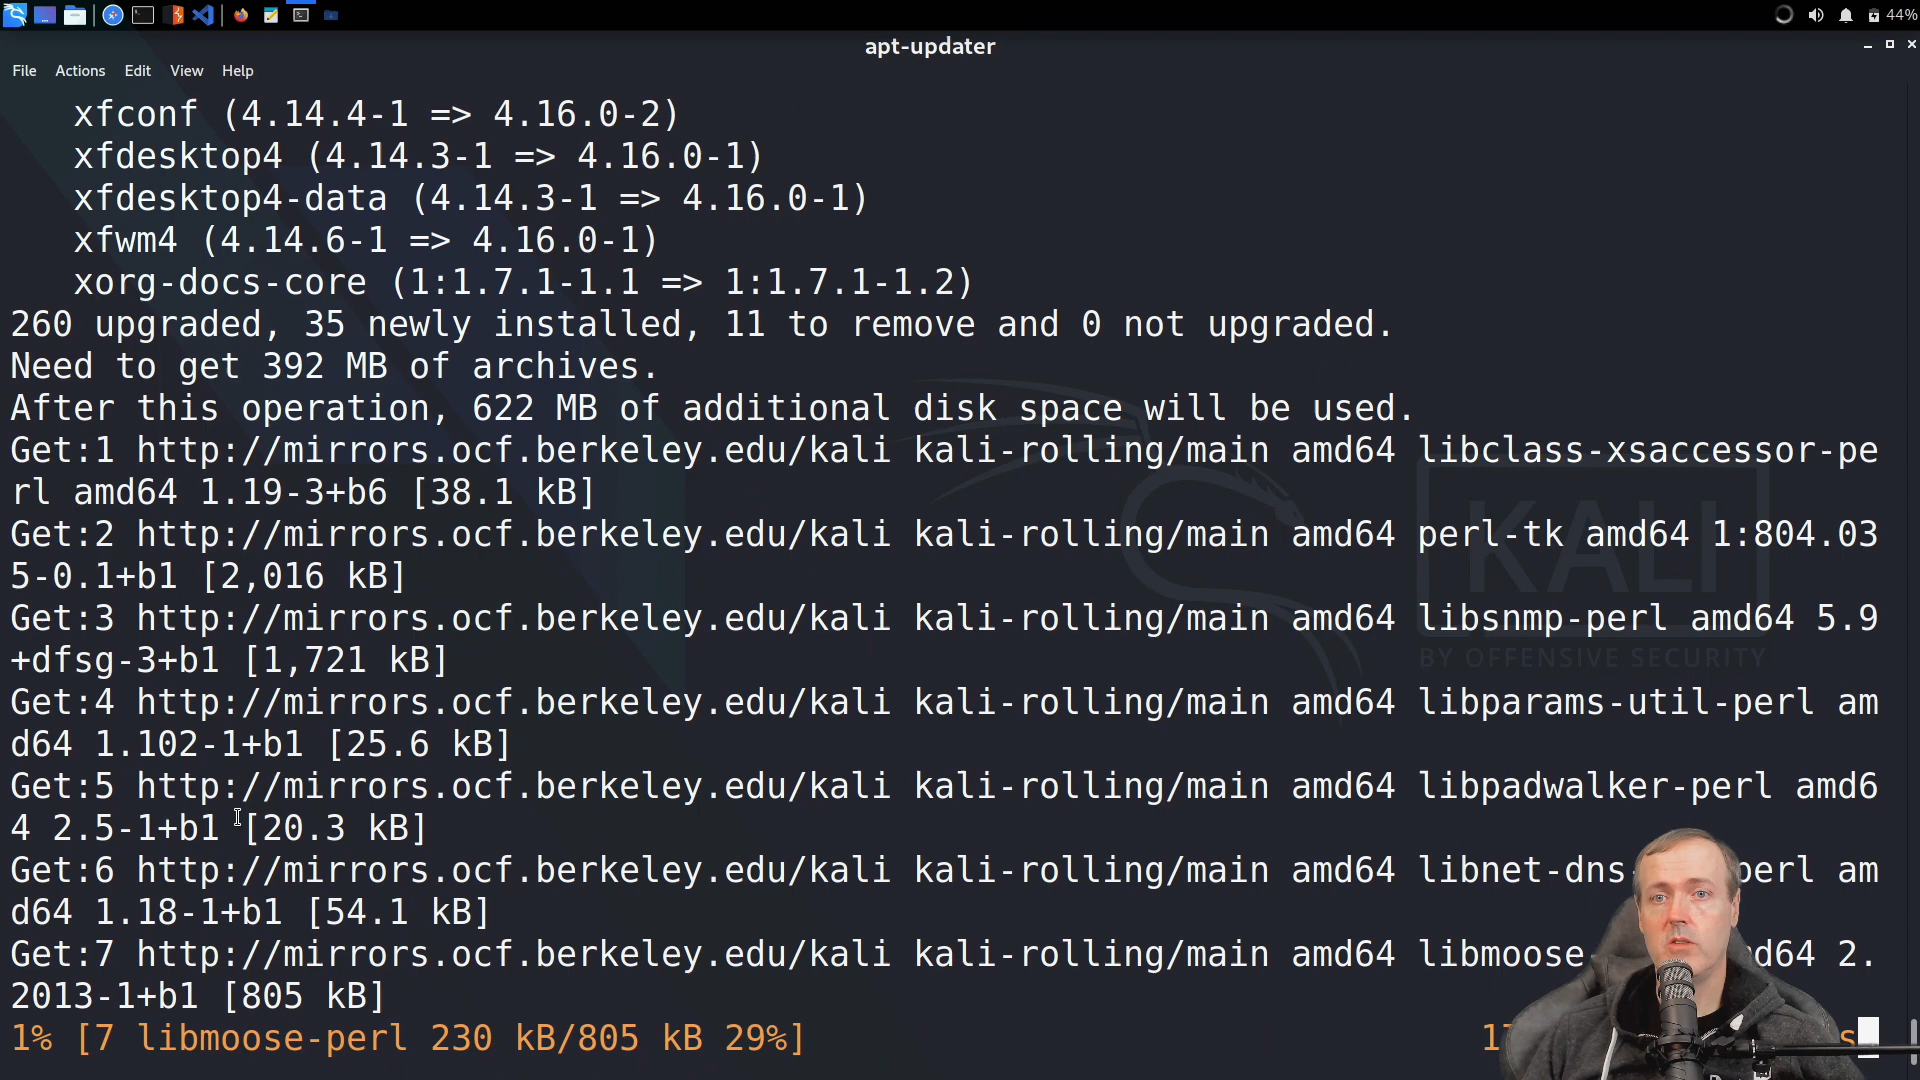 44%
apt-updater
File Actions Edit View Help
xfconf (4.14.4-1 => 4.16.0-2)
xfdesktop4 (4.14.3-1 => 4.16.0-1)
xfdesktop4-data (4.14.3-1 => 4.16.0-1)
xfwm4 (4.14.6-1 => 4.16.0-1)
xorg-docs-core (1:1.7.1-1.1 => 1:1.7.1-1.2)
260 upgraded, 35 newly installed, 11 to remove and 0 not upgraded.
Need to get 392 MB of archives.
After this operation, 622 MB of additional disk space will be used.
Get:1 http://mirrors.ocf.berkeley.edu/kali kali-rolling/main amd64 libclass-xsaccessor-pe
rl amd64 1.19-3+b6 [38.1 kB]
Get:2 http://mirrors.ocf.berkeley.edu/kali kali-rolling/main amd64 perl-tk amd64 1:804.03
5-0.1+b1 [2,016 kB]
Get:3 http://mirrors.ocf.berkeley.edu/kali kali-rolling/main amd64 libsnmp-perl amd64 5.9
+dfsg-3+b1 [1,721 kB]
Get:4 http://mirrors.ocf.berkeley.edu/kali kali-rolling/main amd64 libparams-util-perl am
d64 1.102-1+b1 [25.6 kB]
Get:5 http://mirrors.ocf.berkeley.edu/kali kali-rolling/main amd64 libpadwalker-perl amd6
4 2.5-1+b1 [20.3 kB]
Get:6 http://mirrors.ocf.berkeley.edu/kali kali-rolling/main amd64 libnet-dns- perl am
d64 1.18-1+b1 [54.1 kB]
Get:7 http://mirrors.ocf.berkeley.edu/kali kali-rolling/main amd64 libmoose- d64 2.
2013-1+b1 [805 kB]
1% [7 libmoose-perl 230 kB/805 kB 29%]
KALI
BY OFFENSIVE SECURITY